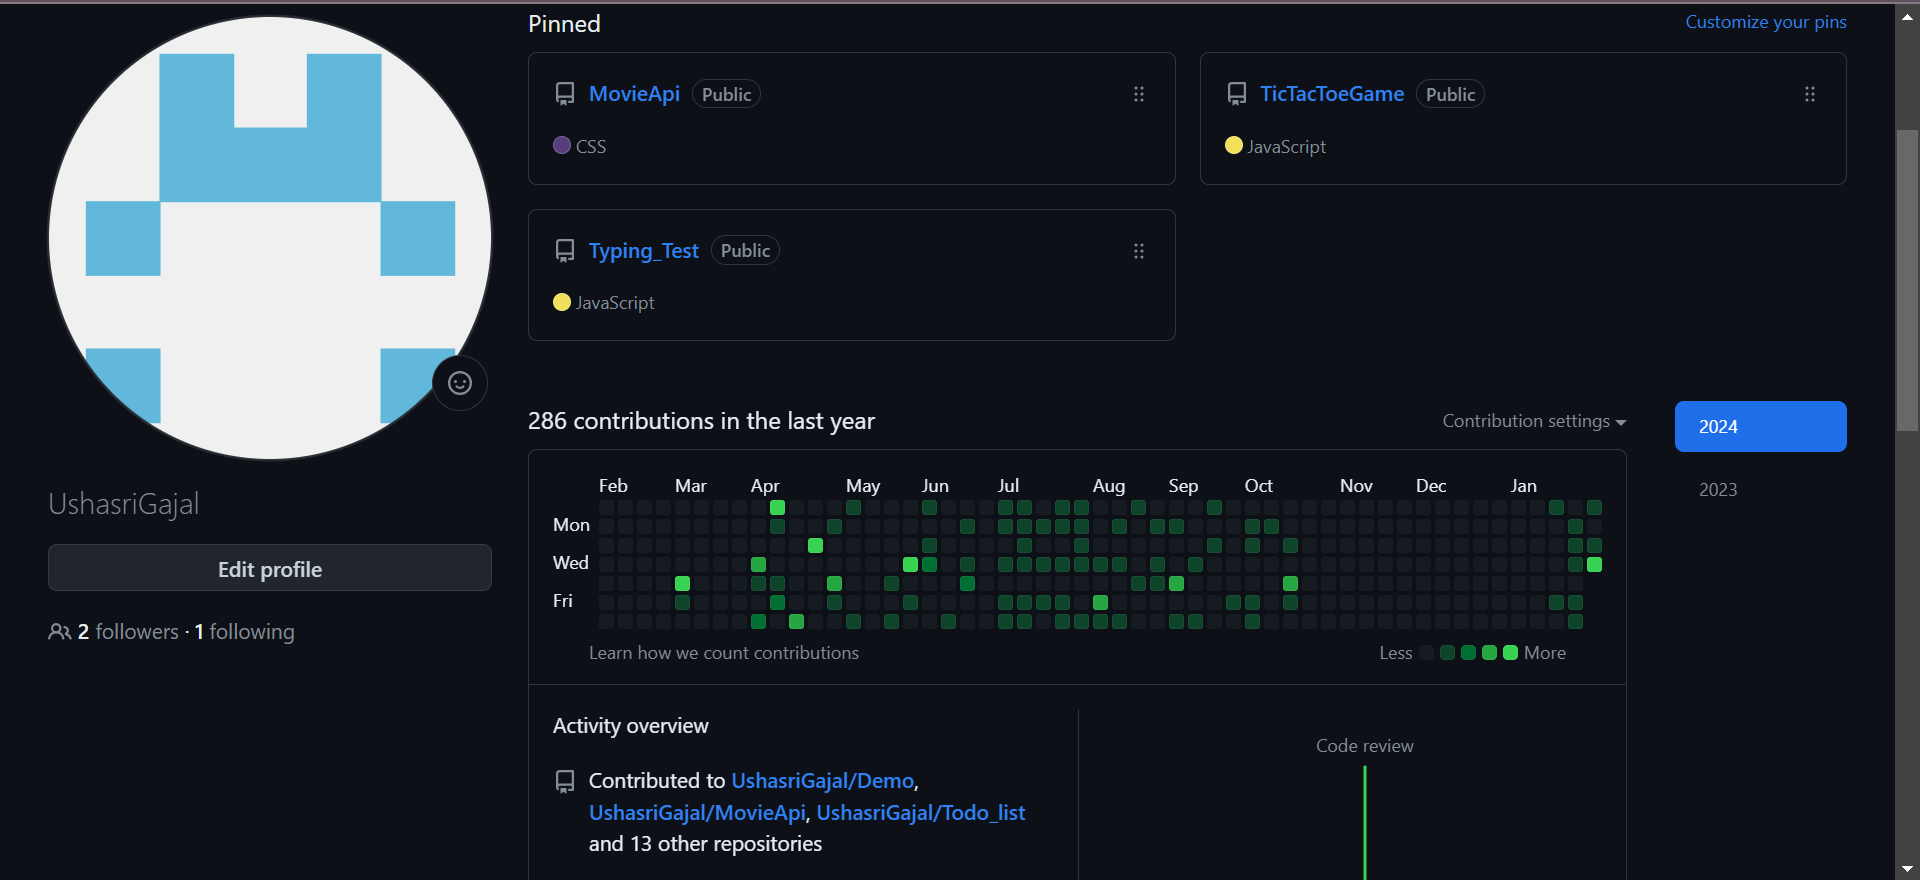 Pinned
Customize your pins
MovieApi Public
CSS
TicTacToeGame Public
JavaScript
Typing_Test Public
JavaScript
UshasriGajal
Edit profile
2 followers · 1 following
286 contributions in the last year
Contribution settings
2024
2023
Feb Mar Apr May Jun Jul Aug Sep Oct Nov Dec Jan
Mon
Wed
Fri
Learn how we count contributions
Less More
Activity overview
Contributed to UshasriGajal/Demo,
UshasriGajal/MovieApi, UshasriGajal/Todo_list
and 13 other repositories
Code review